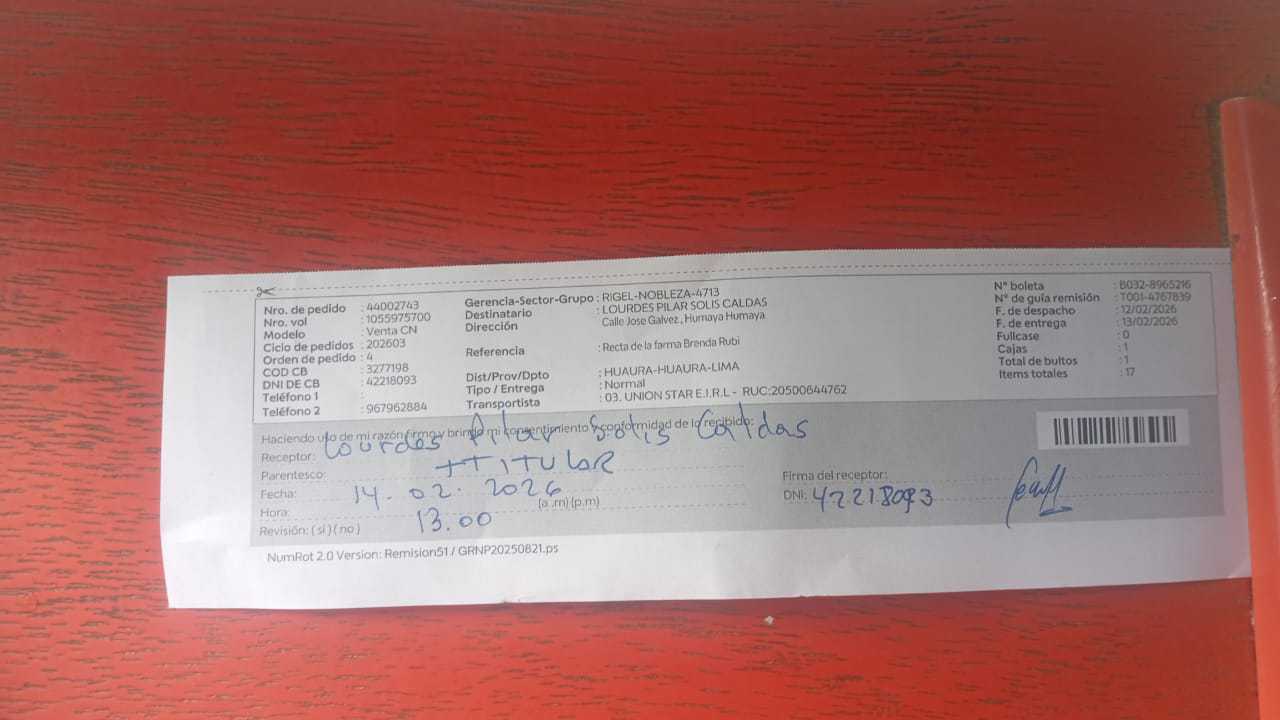 Nro. de pedido : 44002743
Nro. vol : 1055975700
Modelo : Venta CN
Ciclo de pedidos : 202603
Orden de pedido : 4
COD CB : 3277198
DNI DE CB : 42218093
Teléfono 1 :
Teléfono 2 : 967962884
Gerencia-Sector-Grupo : RIGEL-NOBLEZA-4713
Destinatario : LOURDES PILAR SOLIS CALDAS
Dirección Calle Jose Galvez , Humaya Humaya
Referencia : Recta de la farma Brenda Rubi
Dist/Prov/Dpto : HUAURA-HUAURA-LIMA
Tipo / Entrega : Normal
Transportista : 03. UNION STAR E.I.R.L - RUC:20500644762
N° boleta : B032-8965216
N° de guia remisión : T001-4767839
F. de despacho : 12/02/2026
F. de entrega : 13/02/2026
Fullcase : 0
Cajas : 1
Total de bultos : 1
Items totales : 17
Haciendo uso de mi razón firmo y brindo mi consentimiento y conformidad de lo recibido:
Receptor: Lourdes Pilar Solis Caldas
Parentesco: TITULAR
Fecha: 14.02.2026
Hora: 13.00 (a .m) (p.m)
Revisión: ( si ) ( no )
Firma del receptor:
DNI: 42218093
NumRot 2.0 Version: Remision51 / GRNP20250821.ps